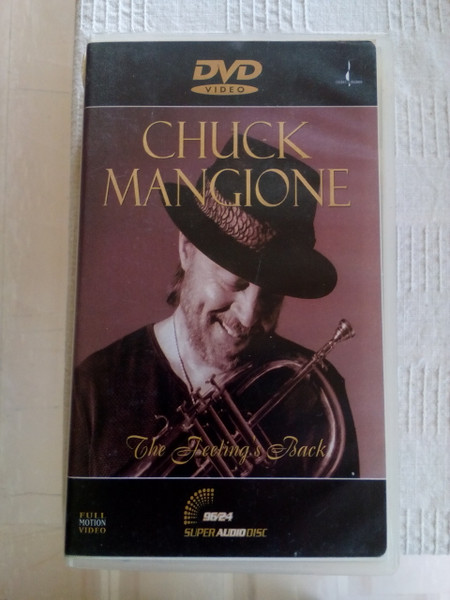 DVD
VIDEO
CHUCK
MANGIONE
The Feeling's Back
FULL
MOTION
VIDEO
96/24
SUPER AUDIO DISC